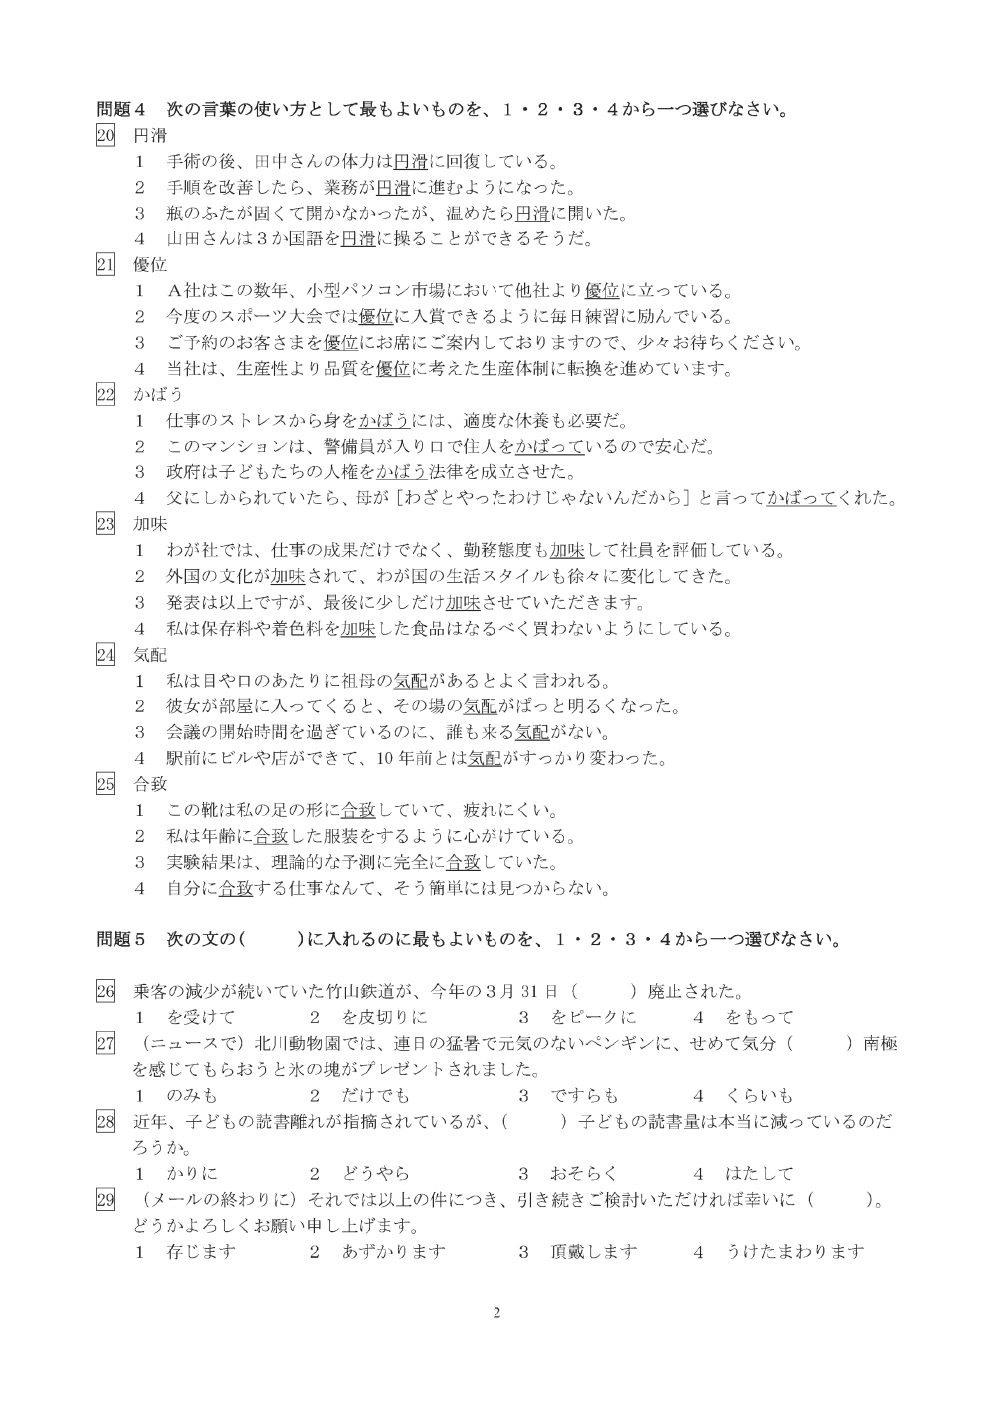 問題４　次の言葉の使い方として最もよいものを、１・２・３・４から一つ選びなさい。
20　円滑
1　手術の後、田中さんの体力は円滑に回復している。
2　手順を改善したら、業務が円滑に進むようになった。
3　瓶のふたが固くて開かなかったが、温めたら円滑に開いた。
4　山田さんは３か国語を円滑に操ることができるそうだ。
21　優位
1　Ａ社はこの数年、小型パソコン市場において他社より優位に立っている。
2　今度のスポーツ大会では優位に入賞できるように毎日練習に励んでいる。
3　ご予約のお客さまを優位にお席にご案内しておりますので、少々お待ちください。
4　当社は、生産性より品質を優位に考えた生産体制に転換を進めています。
22　かばう
1　仕事のストレスから身をかばうには、適度な休養も必要だ。
2　このマンションは、警備員が入り口で住人をかばっているので安心だ。
3　政府は子どもたちの人権をかばう法律を成立させた。
4　父にしかられていたら、母が［わざとやったわけじゃないんだから］と言ってかばってくれた。
23　加味
1　わが社では、仕事の成果だけでなく、勤務態度も加味して社員を評価している。
2　外国の文化が加味されて、わが国の生活スタイルも徐々に変化してきた。
3　発表は以上ですが、最後に少しだけ加味させていただきます。
4　私は保存料や着色料を加味した食品はなるべく買わないようにしている。
24　気配
1　私は目や口のあたりに祖母の気配があるとよく言われる。
2　彼女が部屋に入ってくると、その場の気配がぱっと明るくなった。
3　会議の開始時間を過ぎているのに、誰も来る気配がない。
4　駅前にビルや店ができて、10 年前とは気配がすっかり変わった。
25　合致
1　この靴は私の足の形に合致していて、疲れにくい。
2　私は年齢に合致した服装をするように心がけている。
3　実験結果は、理論的な予測に完全に合致していた。
4　自分に合致する仕事なんて、そう簡単には見つからない。
問題５　次の文の(　　　)に入れるのに最もよいものを、１・２・３・４から一つ選びなさい。
26　乗客の減少が続いていた竹山鉄道が、今年の３月 31 日（　　　）廃止された。
1　を受けて　　2　を皮切りに　　3　をピークに　　4　をもって
27　（ニュースで）北川動物園では、連日の猛暑で元気のないペンギンに、せめて気分（　　　）南極
を感じてもらおうと氷の塊がプレゼントされました。
1　のみも　　2　だけでも　　3　ですらも　　4　くらいも
28　近年、子どもの読書離れが指摘されているが、（　　　）子どもの読書量は本当に減っているのだ
ろうか。
1　かりに　　2　どうやら　　3　おそらく　　4　はたして
29　（メールの終わりに）それでは以上の件につき、引き続きご検討いただければ幸いに（　　　）。
どうかよろしくお願い申し上げます。
1　存じます　　2　あずかります　　3　頂戴します　　4　うけたまわります
2